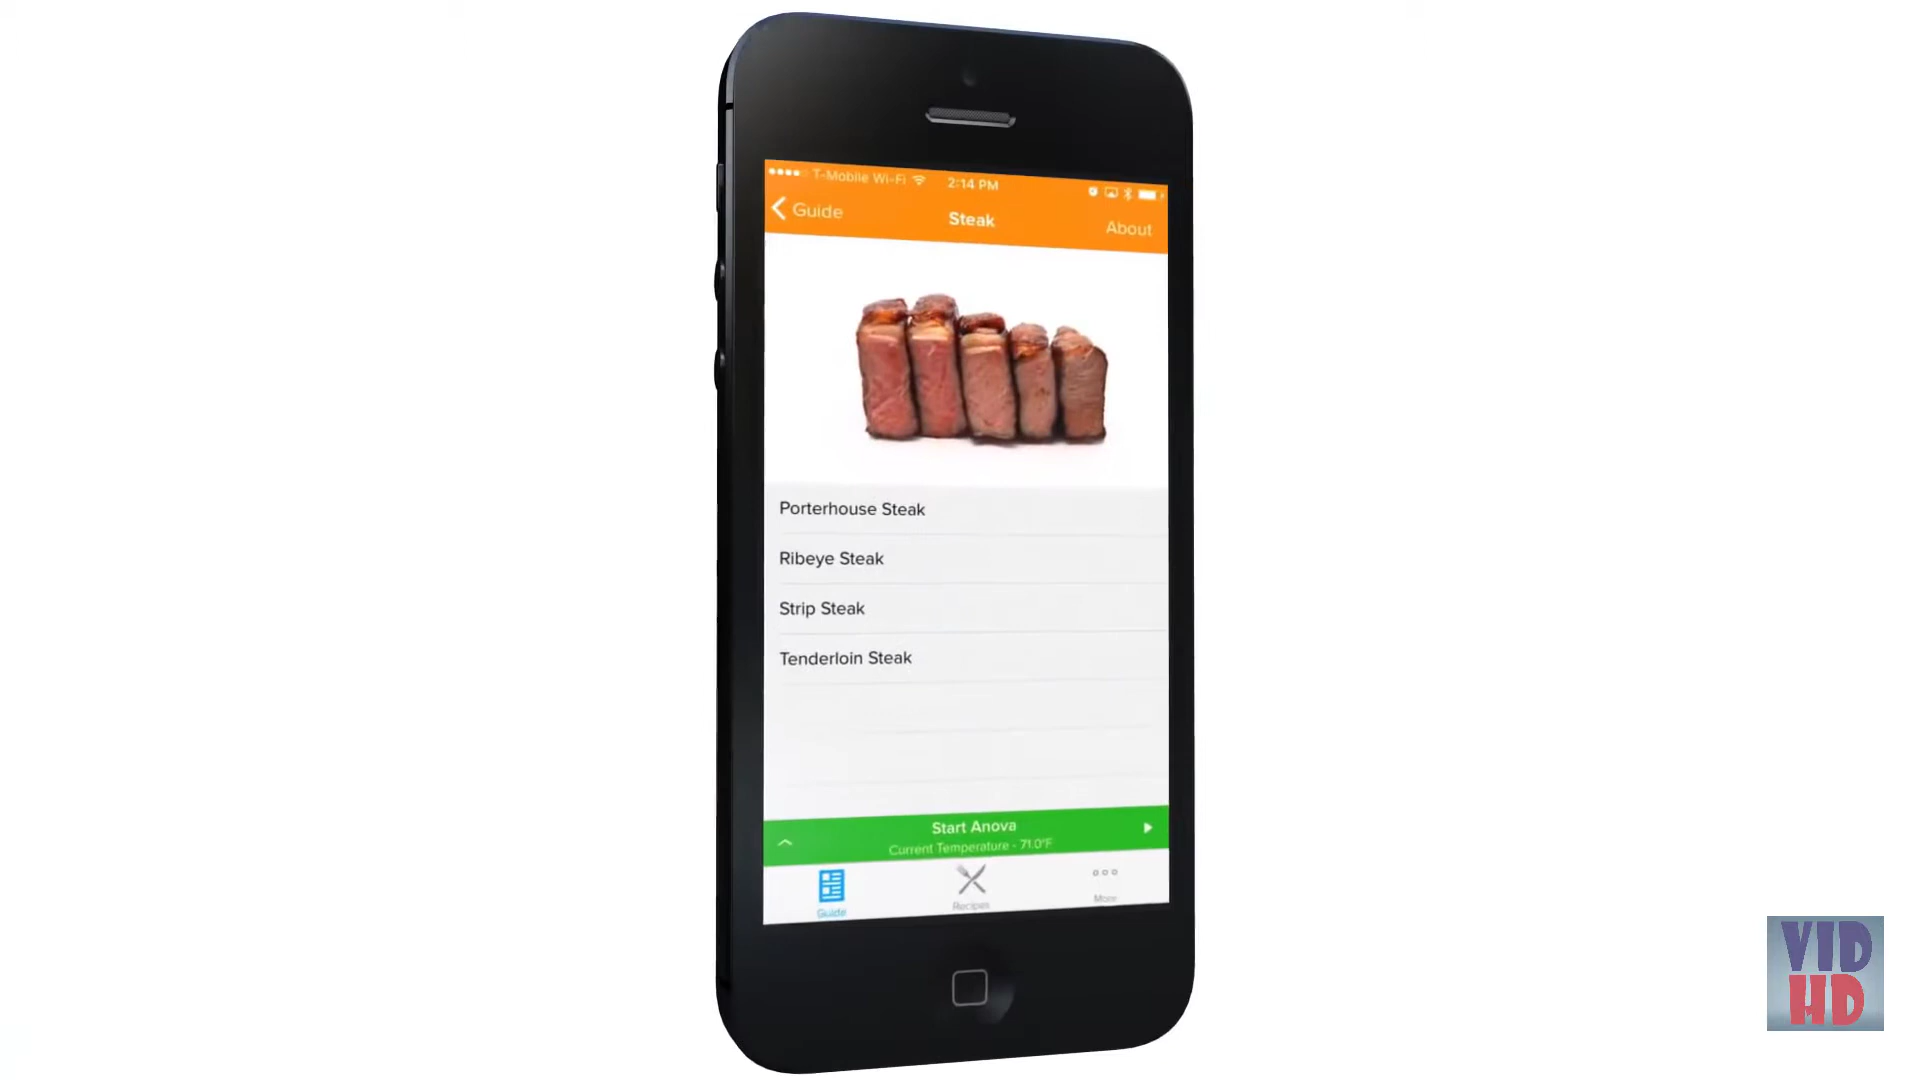 T-Mobile Wi-Fi 2:14 PM
Guide
Steak
About
Porterhouse Steak
Ribeye Steak
Strip Steak
Tenderloin Steak
Start Anova
Current Temperature - 71.0°F
Guide
Recipes
More
VID
HD